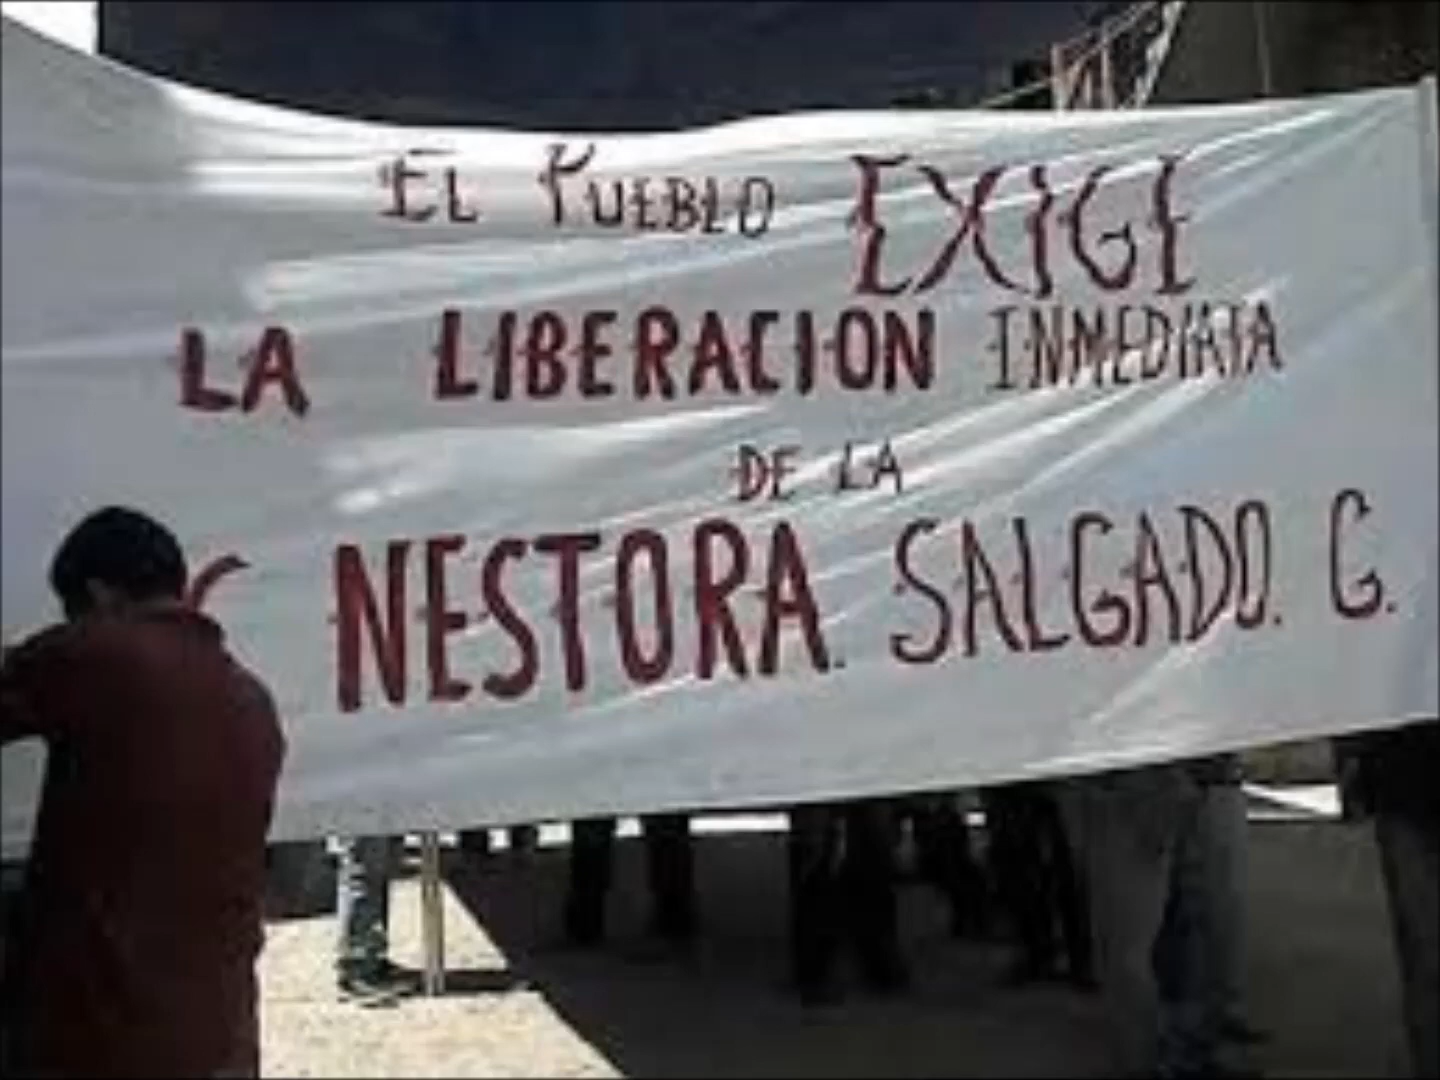 EL PUEBLO EXIGE
LA LIBERACION INMEDIATA
DE LA
C NESTORA. SALGADO. G.